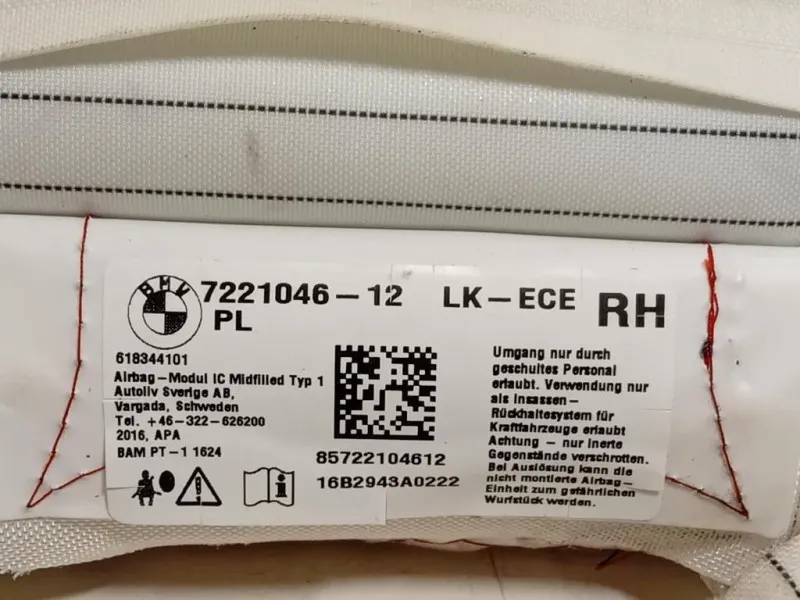 BMW
7221046-12 LK-ECE RH
PL
618344101
Airbag-Modul IC Midfilled Typ 1
Autoliv Sverige AB,
Vargada, Schweden
Tel. +46-322-626200
2016, APA
BAM PT-1 1624
85722104612
16B2943A0222
Umgang nur durch
geschultes Personal
erlaubt. Verwendung nur
als Insassen-
Rückhaltesystem für
Kraftfahrzeuge erlaubt
Achtung - nur inerte
Gegenstände verschrotten.
Bei Auslösung kann die
nicht montierte Airbag-
Einheit zum gefährlichen
Wurfstück werden.